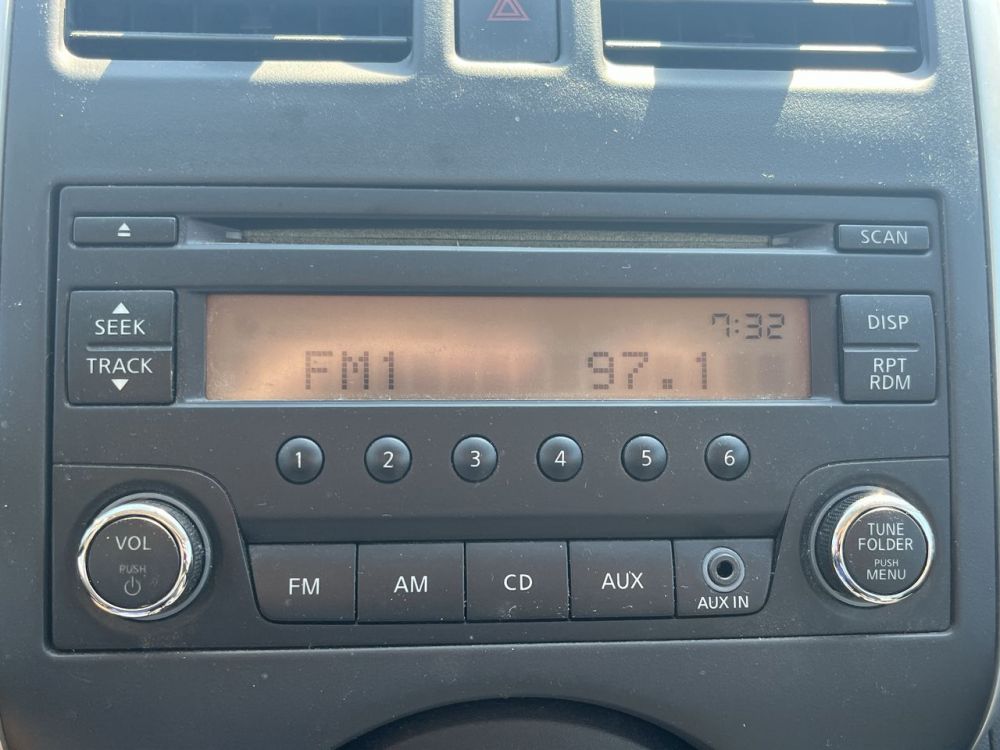 SCAN
SEEK
TRACK
7:32
FM1 97.1
DISP
RPT
RDM
1 2 3 4 5 6
VOL
PUSH
FM AM CD AUX
AUX IN
TUNE
FOLDER
PUSH
MENU